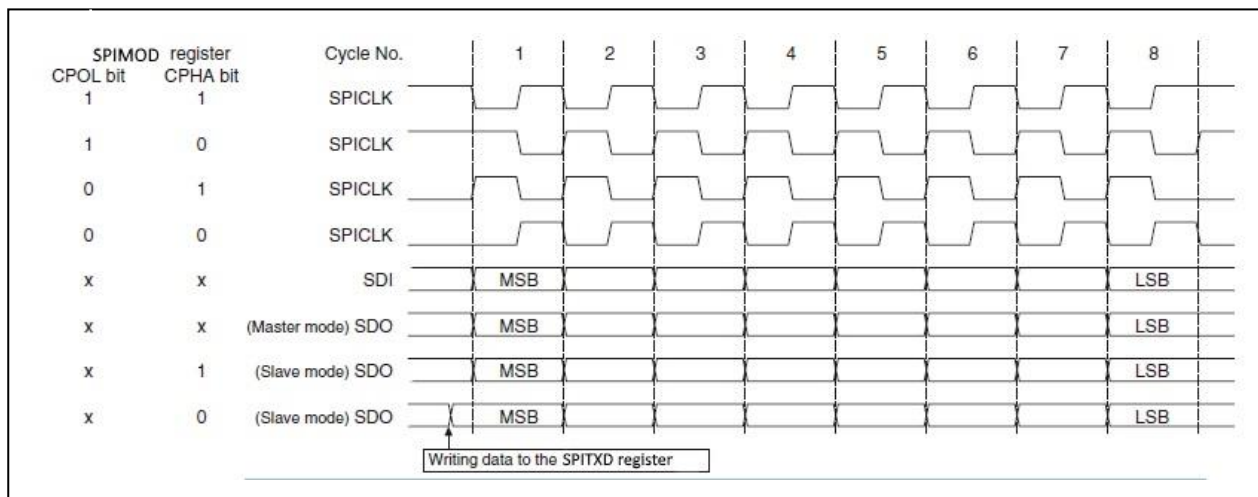 SPIMOD register Cycle No. 1 2 3 4 5 6 7 8
CPOL bit CPHA bit
1 1 SPICLK
1 0 SPICLK
0 1 SPICLK
0 0 SPICLK
x x SDI MSB LSB
x x (Master mode) SDO MSB LSB
x 1 (Slave mode) SDO MSB LSB
x 0 (Slave mode) SDO MSB LSB
Writing data to the SPITXD register